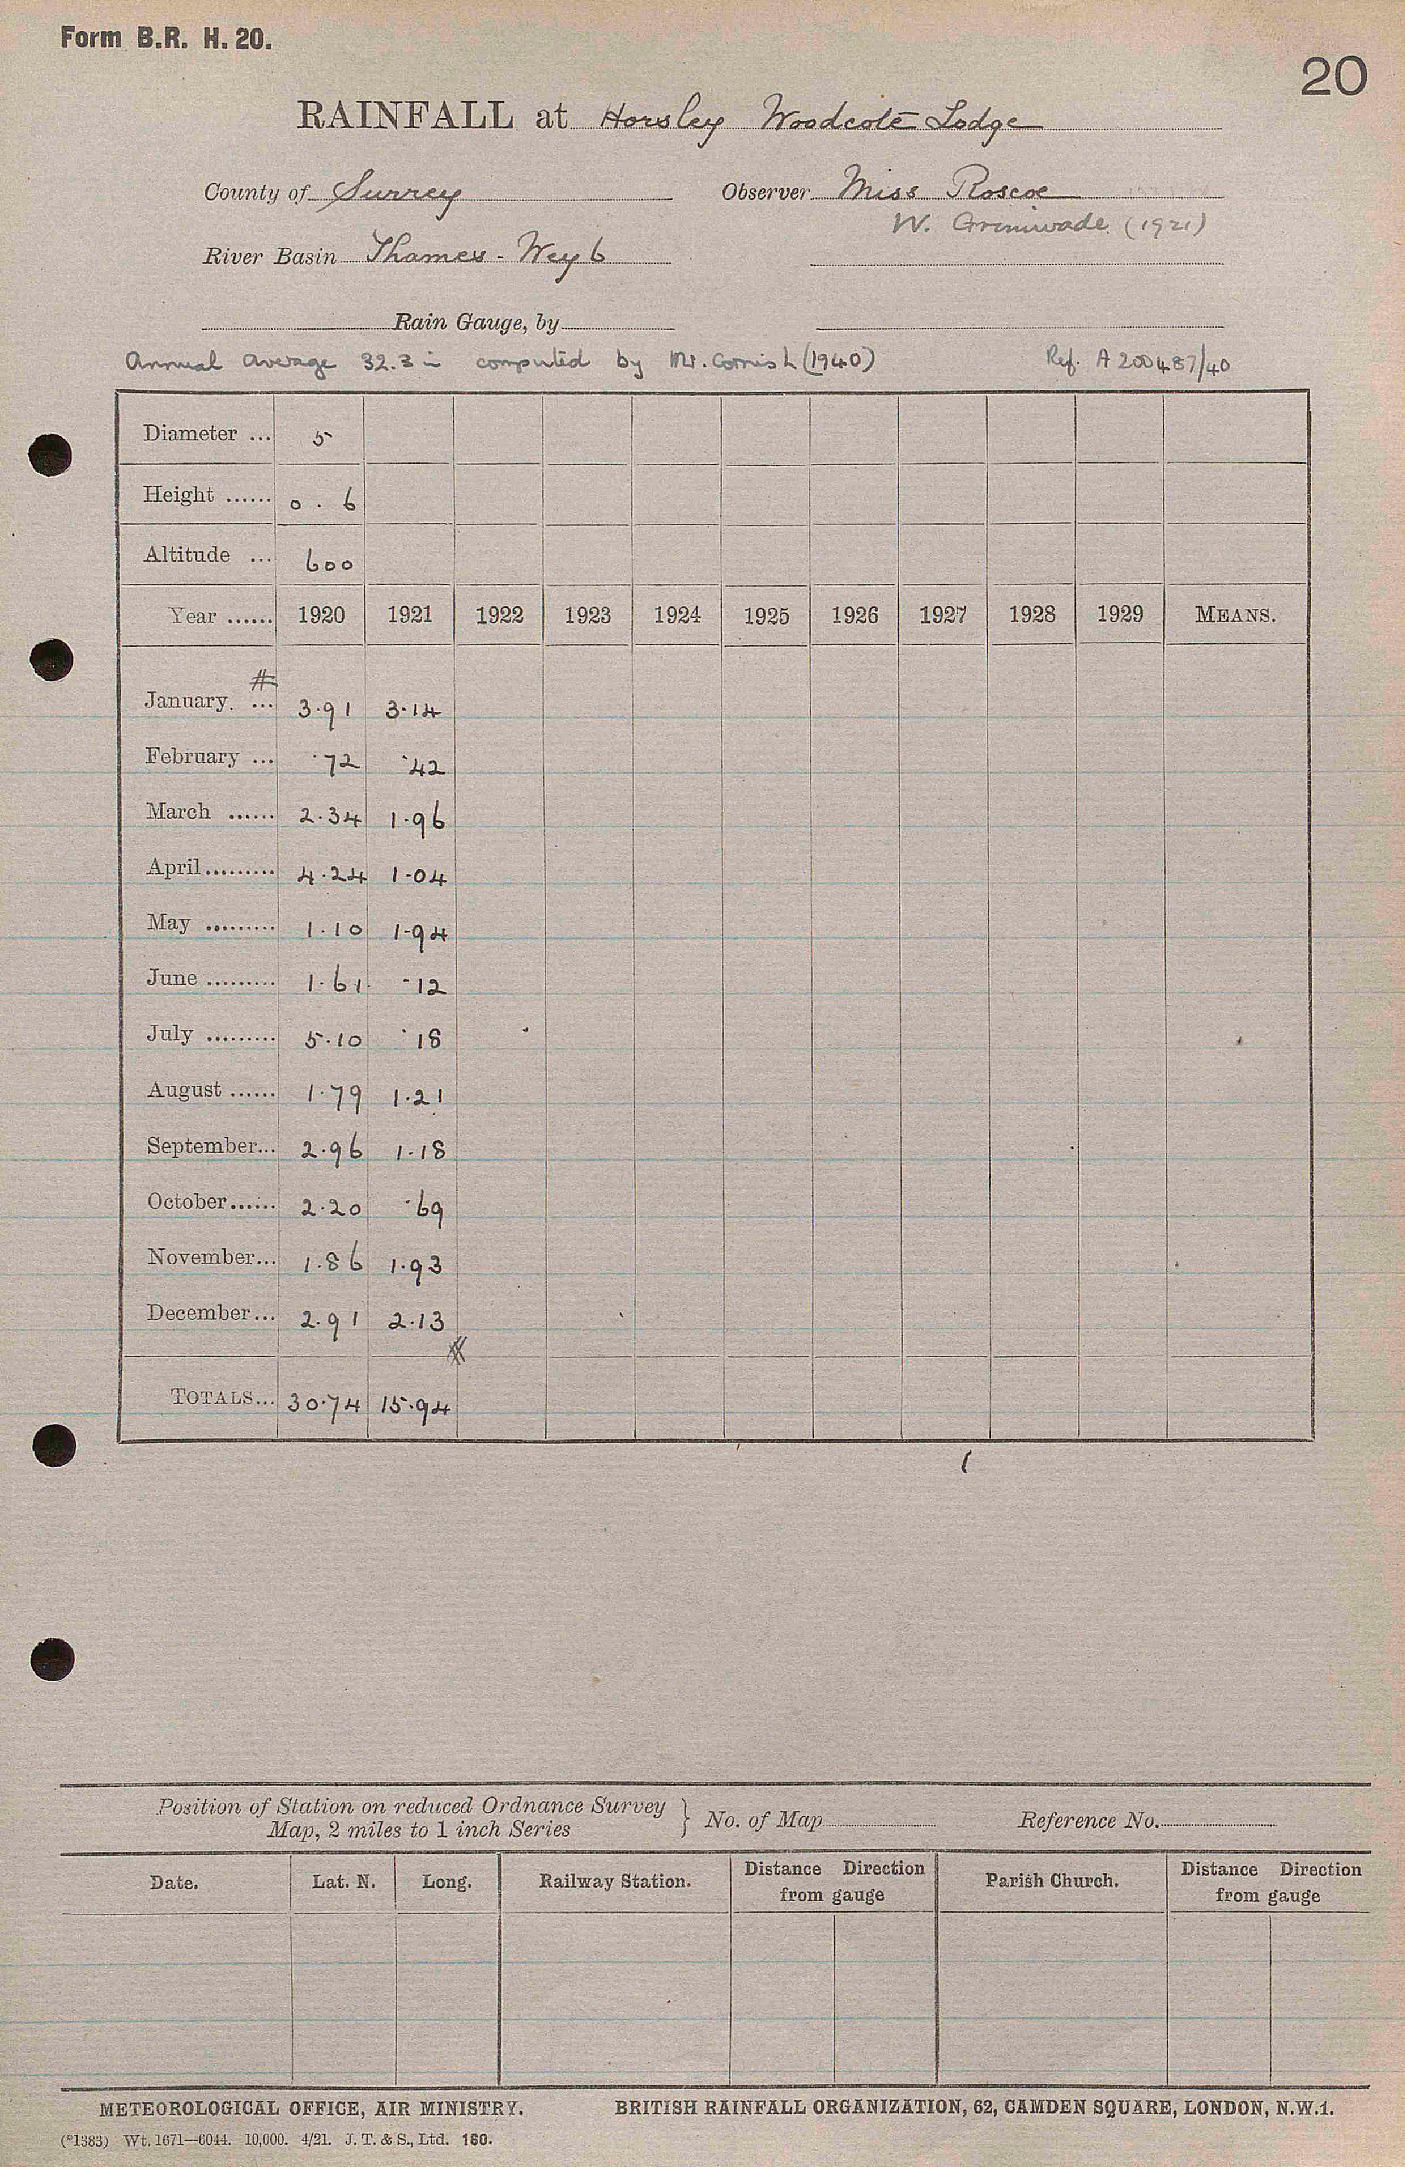 Form B.R. H. 20.
20
RAINFALL at Horsley Woodcote Lodge
County of Surrey Observer Miss Roscoe
W. (1921)
River Basin Thames - Wey 6
Rain Gauge, by
Annual average 32.3 in computed by Mr. Cornish (1940) Ref. A 200487/40
Diameter ... 5
Height ...... 0 . 6
Altitude ... 600
Year ...... 1920 1921 1922 1923 1924 1925 1926 1927 1928 1929 MEANS.
#
January. ... 3.91 3.14
February ... .72 .42
March ...... 2.34 1.96
April......... 4.24 1.04
May ......... 1.10 1.94
June ......... 1.61 .12
July ......... 5.10 .18
August ...... 1.79 1.21
September... 2.96 1.18
October...... 2.20 .69
November... 1.86 1.93
December... 2.91 2.13
TOTALS... 30.74 15.94
Position of Station on reduced Ordnance Survey
Map, 2 miles to 1 inch Series } No. of Map Reference No.
Date. Lat. N. Long. Railway Station. Distance Direction from gauge Parish Church. Distance Direction from gauge
METEOROLOGICAL OFFICE, AIR MINISTRY. BRITISH RAINFALL ORGANIZATION, 62, CAMDEN SQUARE, LONDON, N.W.1.
(*1383) Wt. 1671—6044. 10,000. 4/21. J. T. & S., Ltd. 180.